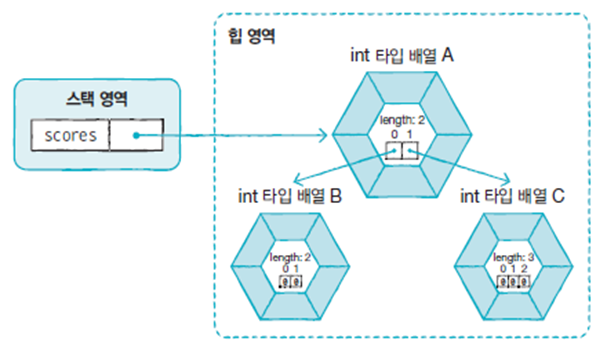 힙 영역
int 타입 배열 A
스택 영역
scores
length: 2
0 1
int 타입 배열 B
int 타입 배열 C
length: 2
0 1
0 0
length: 3
0 1 2
0 0 0